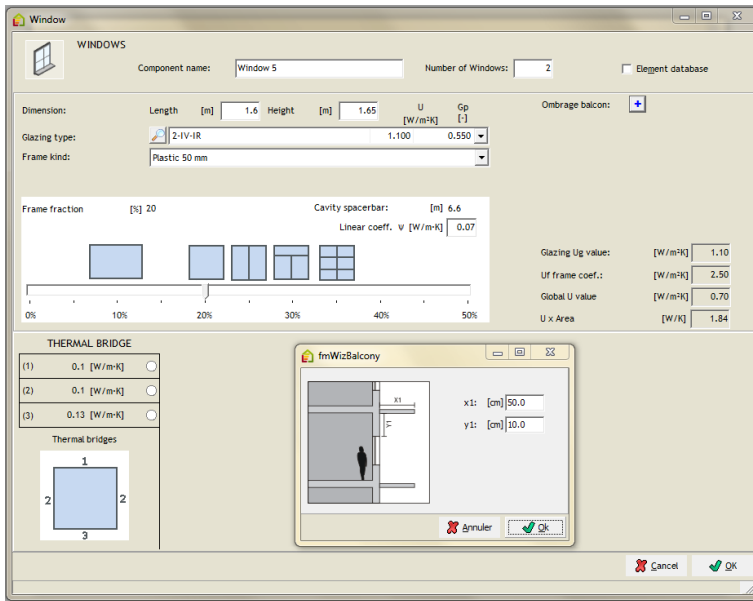 Window
WINDOWS
Component name: Window 5 Number of Windows: 2 Element database
Dimension: Length [m] 1.6 Height [m] 1.65 U [W/m²K] Gp [-] Ombrage balcon: +
Glazing type: 2-IV-IR 1.100 0.550
Frame kind: Plastic 50 mm
Frame fraction [%] 20 Cavity spacerbar: [m] 6.6
Linear coeff. Ψ [W/m·K] 0.07
0% 10% 20% 30% 40% 50%
Glazing Ug value: [W/m²K] 1.10
Uf frame coef.: [W/m²K] 2.50
Global U value [W/m²K] 0.70
U x Area [W/K] 1.84
THERMAL BRIDGE
(1) 0.1 [W/m·K]
(2) 0.1 [W/m·K]
(3) 0.13 [W/m·K]
Thermal bridges
1
2 2
3
fmWizBalcony
X1
Y1
x1: [cm] 50.0
y1: [cm] 10.0
Annuler Ok
Cancel OK